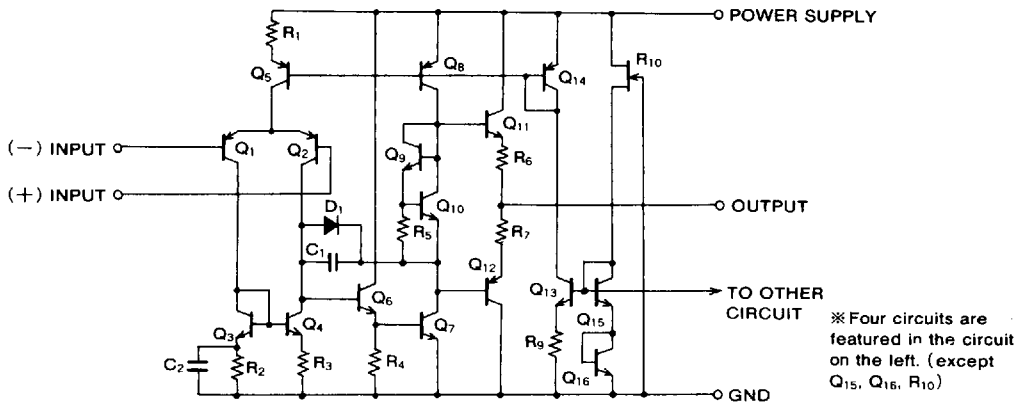 POWER SUPPLY
R1
R10
Q5
Q8
Q14
Q11
(−) INPUT
Q1
Q2
Q9
R6
(+) INPUT
Q10
OUTPUT
D1
R5
R7
C1
Q12
Q6
Q13
TO OTHER
CIRCUIT
Q3
Q4
Q7
Q15
C2
R2
R3
R4
R9
Q16
GND
※Four circuits are
featured in the circuit
on the left. (except
Q15, Q16, R10)